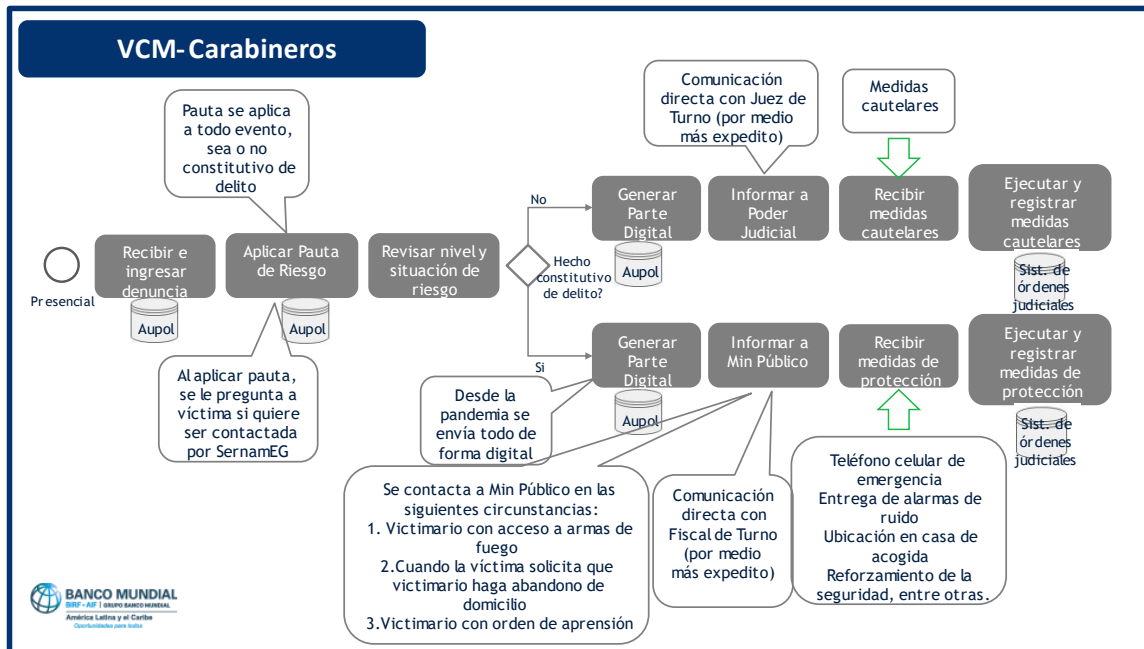 VCM- Carabineros
Pauta se aplica
a todo evento,
sea o no
constitutivo de
delito
Comunicación
directa con Juez de
Turno (por medio
más expedito)
Medidas
cautelares
Presencial
Recibir e
ingresar
denuncia
Aupol
Aplicar Pauta
de Riesgo
Aupol
Revisar nivel y
situación de
riesgo
Hecho
constitutivo
de delito?
No
Generar
Parte
Digital
Aupol
Informar a
Poder
Judicial
Recibir
medidas
cautelares
Ejecutar y
registrar
medidas
cautelares
Sist. de
órdenes
judiciales
Si
Generar
Parte
Digital
Aupol
Informar a
Min Público
Recibir
medidas de
protección
Ejecutar y
registrar
medidas de
protección
Sist. de
órdenes
judiciales
Al aplicar pauta,
se le pregunta a
víctima si quiere
ser contactada
por SernamEG
Desde la
pandemia se
envía todo de
forma digital
Se contacta a Min Público en las
siguientes circunstancias:
1. Victimario con acceso a armas de
fuego
2.Cuando la víctima solicita que
victimario haga abandono de
domicilio
3.Victimario con orden de aprensión
Comunicación
directa con
Fiscal de Turno
(por medio
más expedito)
Teléfono celular de
emergencia
Entrega de alarmas de
ruido
Ubicación en casa de
acogida
Reforzamiento de la
seguridad, entre otras.
BANCO MUNDIAL
BIRF • AIF | GRUPO BANCO MUNDIAL
América Latina y el Caribe
Oportunidades para todos